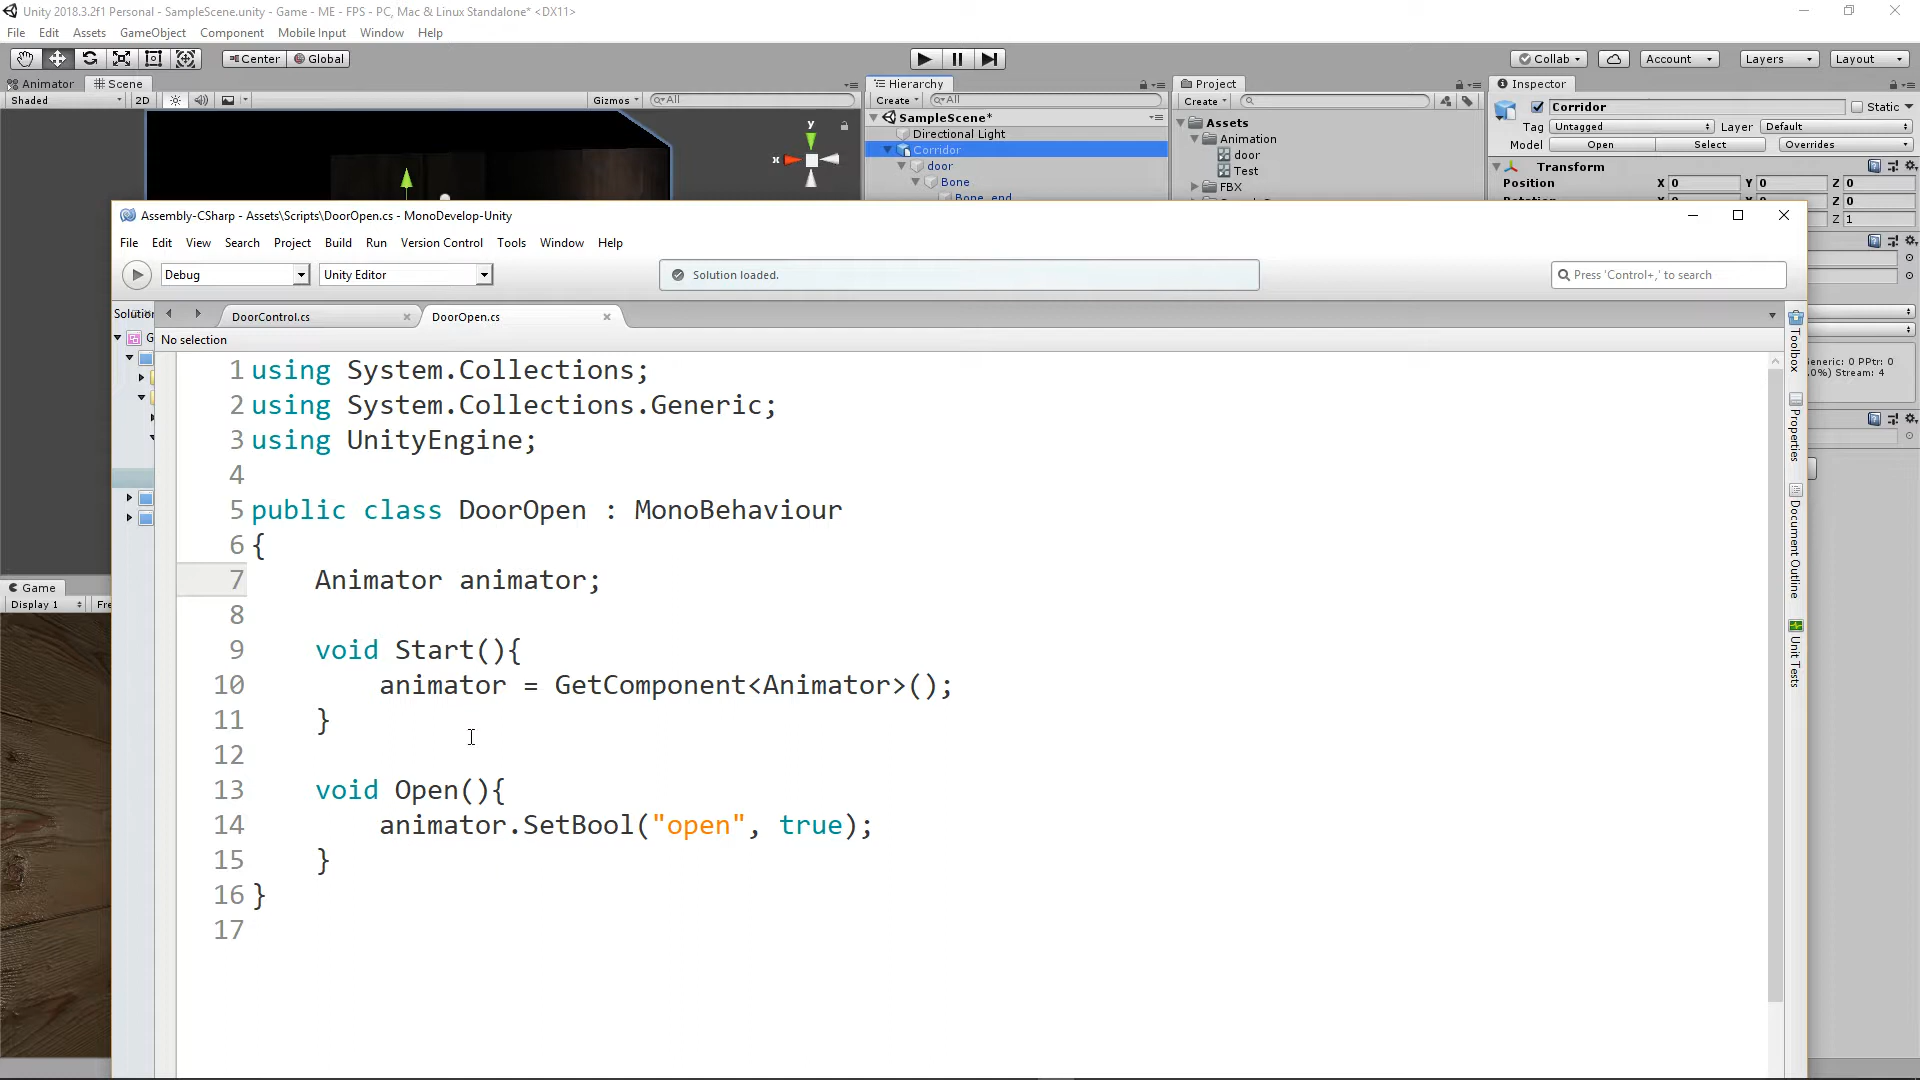 Unity 2018.3.2f1 Personal - SampleScene.unity - Game - ME - FPS - PC, Mac & Linux Standalone* <DX11>
File Edit Assets GameObject Component Mobile Input Window Help
Center Global Collab Account Layers Layout
Animator Scene Hierarchy Project Inspector
Shaded 2D Gizmos All Create All Create Corridor Static
SampleScene* Assets
Tag Untagged Layer Default
Directional Light Animation
Model Open Select Overrides
Corridor door
y
x
door Test Transform
Bone FBX Position X 0 Y 0 Z 0
Bone_end
Z 1
Assembly-CSharp - Assets\Scripts\DoorOpen.cs - MonoDevelop-Unity
File Edit View Search Project Build Run Version Control Tools Window Help
Debug Unity Editor Solution loaded. Press 'Control+,' to search
DoorControl.cs DoorOpen.cs
No selection
1 using System.Collections;
2 using System.Collections.Generic;
3 using UnityEngine;
4
5 public class DoorOpen : MonoBehaviour
6 {
7 Animator animator;
8
9 void Start(){
10 animator = GetComponent<Animator>();
11 }
12
13 void Open(){
14 animator.SetBool("open", true);
15 }
16 }
17
Toolbox
Properties
Document Outline
Unit Tests
PPtr: 0
Stream: 4
Game
Display 1